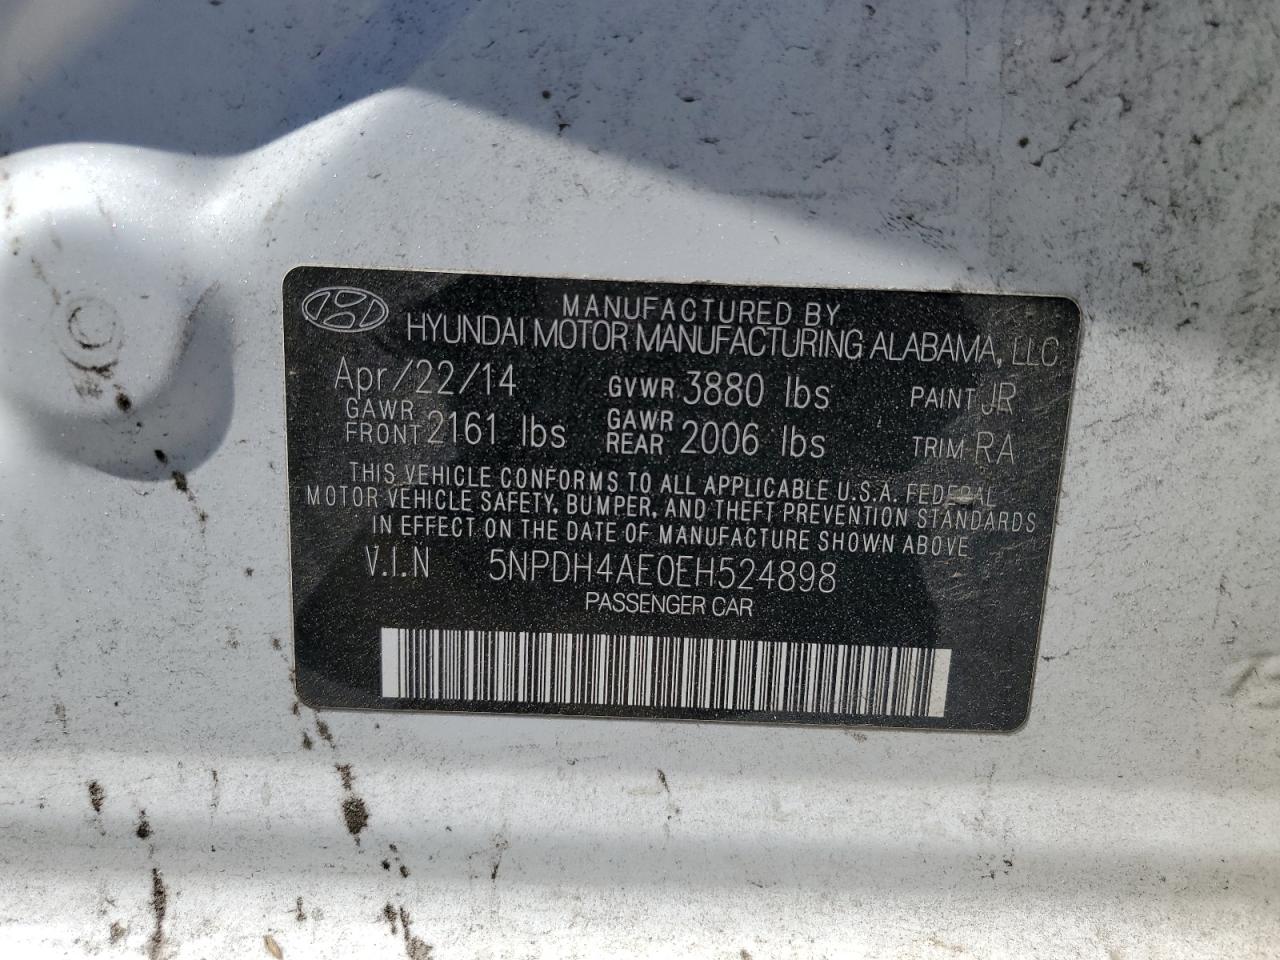 MANUFACTURED BY
HYUNDAI MOTOR MANUFACTURING ALABAMA, LLC
Apr/22/14 GVWR 3880 lbs PAINT JR
GAWR FRONT 2161 lbs GAWR REAR 2006 lbs TRIM RA
THIS VEHICLE CONFORMS TO ALL APPLICABLE U.S.A. FEDERAL
MOTOR VEHICLE SAFETY, BUMPER, AND THEFT PREVENTION STANDARDS
IN EFFECT ON THE DATE OF MANUFACTURE SHOWN ABOVE
V.I.N 5NPDH4AE0EH524898
PASSENGER CAR